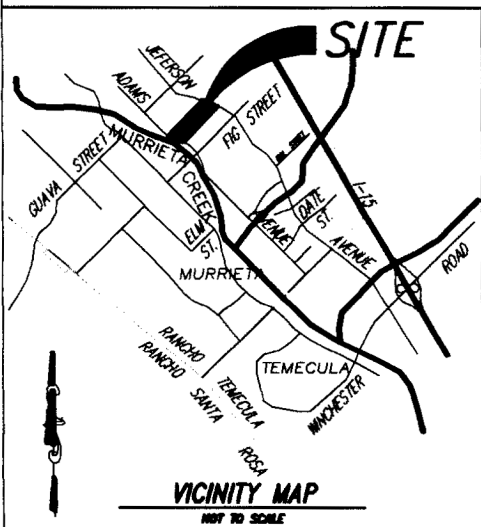 SITE
JEFERSON
ADAMS
FIG STREET
GUAVA STREET
MURRIETA CREEK
ELM ST.
I-15
DATE ST.
AVENUE
AVENUE
MURRIETA
ROAD
RANCHO TEMECULA
RANCHO SANTA ROSA
TEMECULA
WINCHESTER
VICINITY MAP
NOT TO SCALE